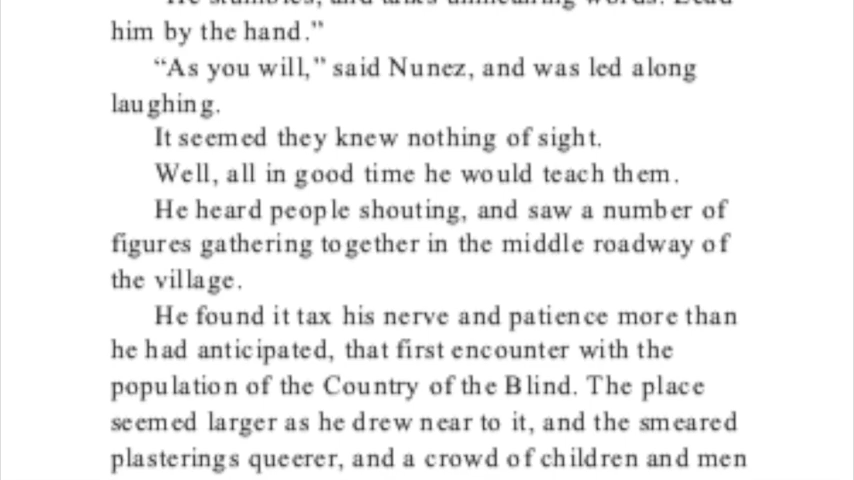 him by the hand.”
“As you will,” said Nunez, and was led along
laughing.
It seemed they knew nothing of sight.
Well, all in good time he would teach them.
He heard people shouting, and saw a number of
figures gathering together in the middle roadway of
the village.
He found it tax his nerve and patience more than
he had anticipated, that first encounter with the
population of the Country of the Blind. The place
seemed larger as he drew near to it, and the smeared
plasterings queerer, and a crowd of children and men